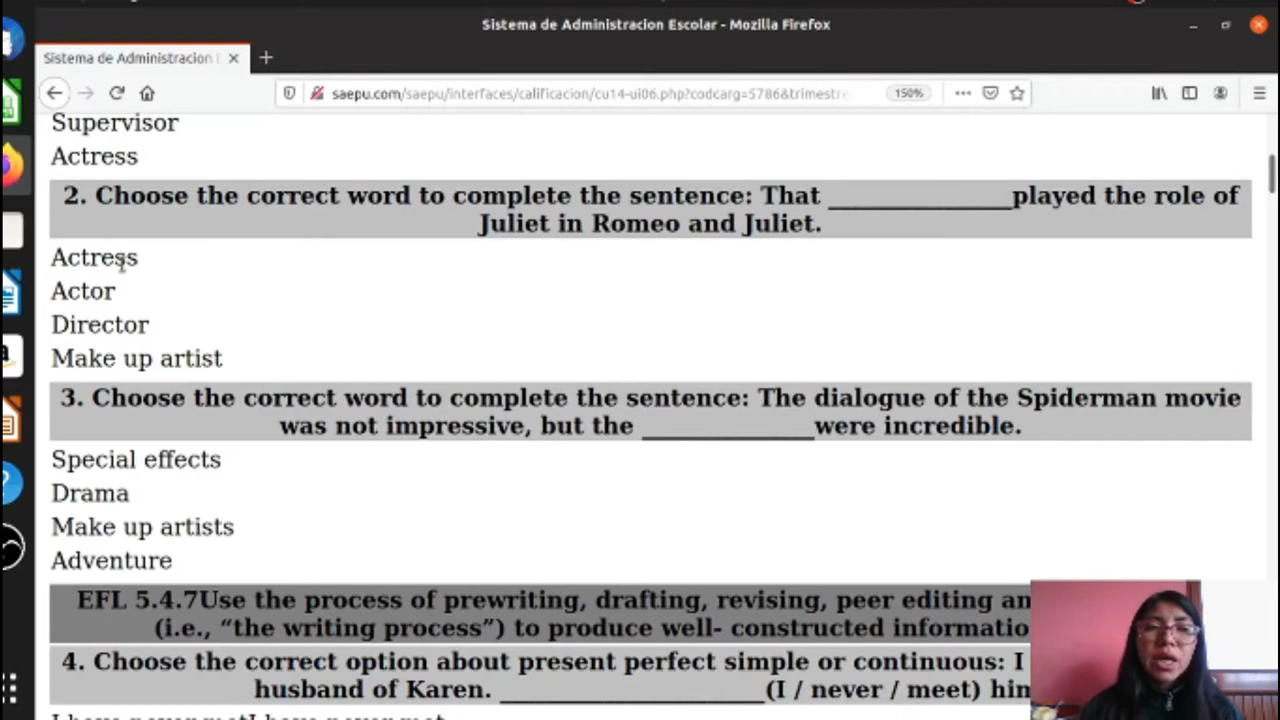 Sistema de Administracion Escolar - Mozilla Firefox
Sistema de Administracion
saepu.com/saepu/interfaces/calificacion/cu14-ui06.php?codcarg=5786&trimestre
150%
Supervisor
Actress
2. Choose the correct word to complete the sentence: That _______________played the role of
Juliet in Romeo and Juliet.
Actress
Actor
Director
Make up artist
3. Choose the correct word to complete the sentence: The dialogue of the Spiderman movie
was not impressive, but the ______________were incredible.
Special effects
Drama
Make up artists
Adventure
EFL 5.4.7Use the process of prewriting, drafting, revising, peer editing an
(i.e., “the writing process”) to produce well- constructed informatio
4. Choose the correct option about present perfect simple or continuous: I
husband of Karen. ______________________(I / never / meet) him